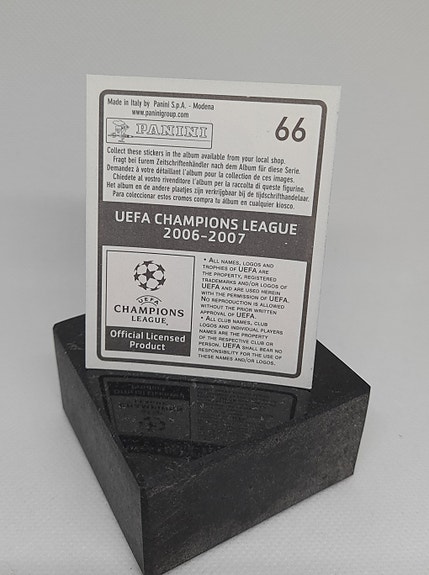 Made in Italy by Panini S.p.A. - Modena
www.paninigroup.com
PANINI
66
Collect these stickers in the album available from your local shop.
Fragt bei Eurem Zeitschriftenhändler nach dem Album für diese Serie.
Demandez à votre détaillant l'album pour la collection de ces images.
Chiedete al vostro rivenditore l'album per la raccolta di queste figurine.
Het album en de andere plaatjes zijn verkrijgbaar bij de tijdschrifthandelaar.
Para coleccionar estos cromos compra tu álbum en cualquier kiosco.
UEFA CHAMPIONS LEAGUE
2006-2007
UEFA
CHAMPIONS
LEAGUE
Official Licensed
Product
• ALL NAMES, LOGOS AND
TROPHIES OF UEFA ARE
THE PROPERTY, REGISTERED
TRADEMARKS AND/OR LOGOS OF
UEFA AND ARE USED HEREIN
WITH THE PERMISSION OF UEFA.
NO REPRODUCTION IS ALLOWED
WITHOUT THE PRIOR WRITTEN
APPROVAL OF UEFA.
• ALL CLUB NAMES, CLUB
LOGOS AND INDIVIDUAL PLAYERS
NAMES ARE THE PROPERTY
OF THE RESPECTIVE CLUB OR
PERSON. UEFA SHALL BEAR NO
RESPONSIBILITY FOR THE USE OF
THESE NAMES AND/OR LOGOS.